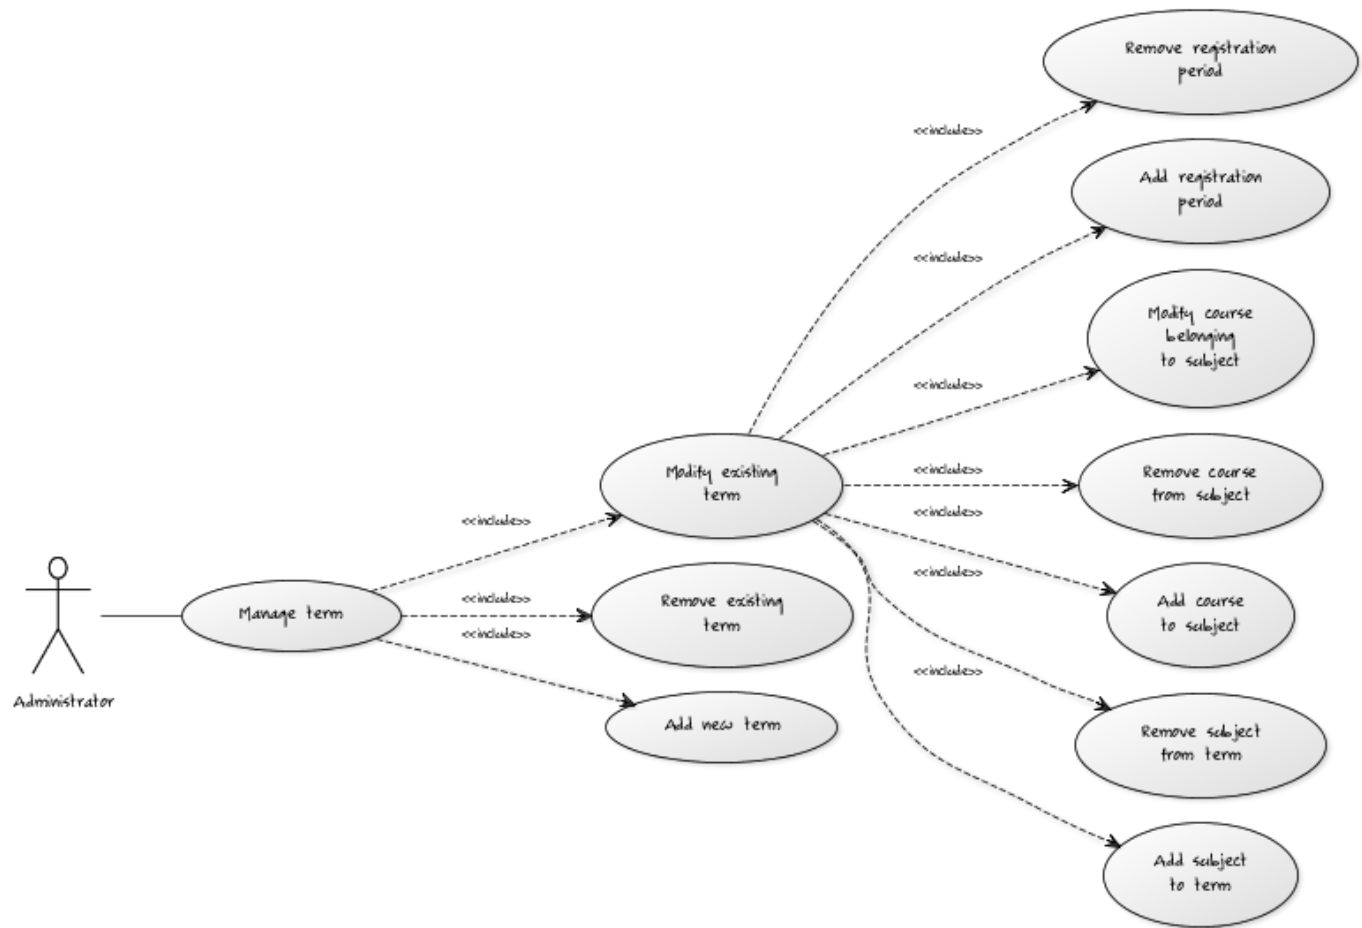 Remove registration
period
<<include>>
Add registration
period
<<include>>
Modify course
belonging
to subject
<<include>>
Modify existing
term
<<include>>
Remove course
from subject
<<include>>
<<include>>
<<include>>
Add course
to subject
Remove existing
term
<<include>>
<<include>>
Manage term
<<include>>
Administrator
Add new term
Remove subject
from term
Add subject
to term